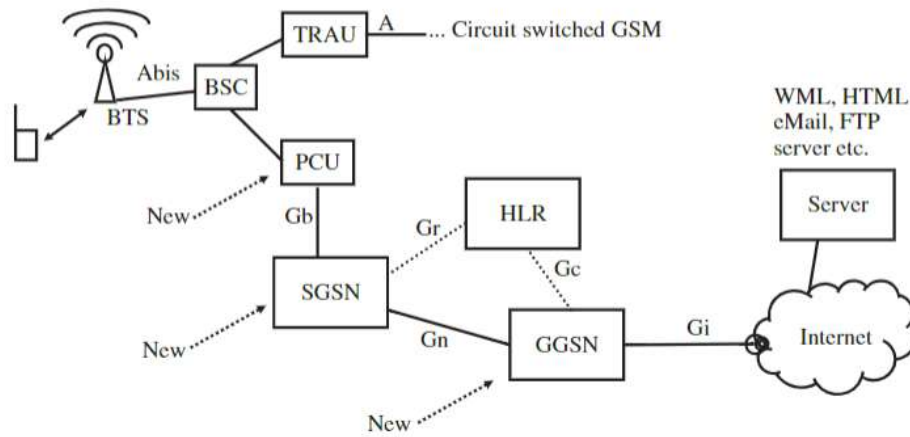 TRAU
A
... Circuit switched GSM
Abis
BSC
BTS
WML, HTML
eMail, FTP
server etc.
PCU
New
Gb
Gr
HLR
Server
Gc
SGSN
New
Gn
GGSN
Gi
Internet
New